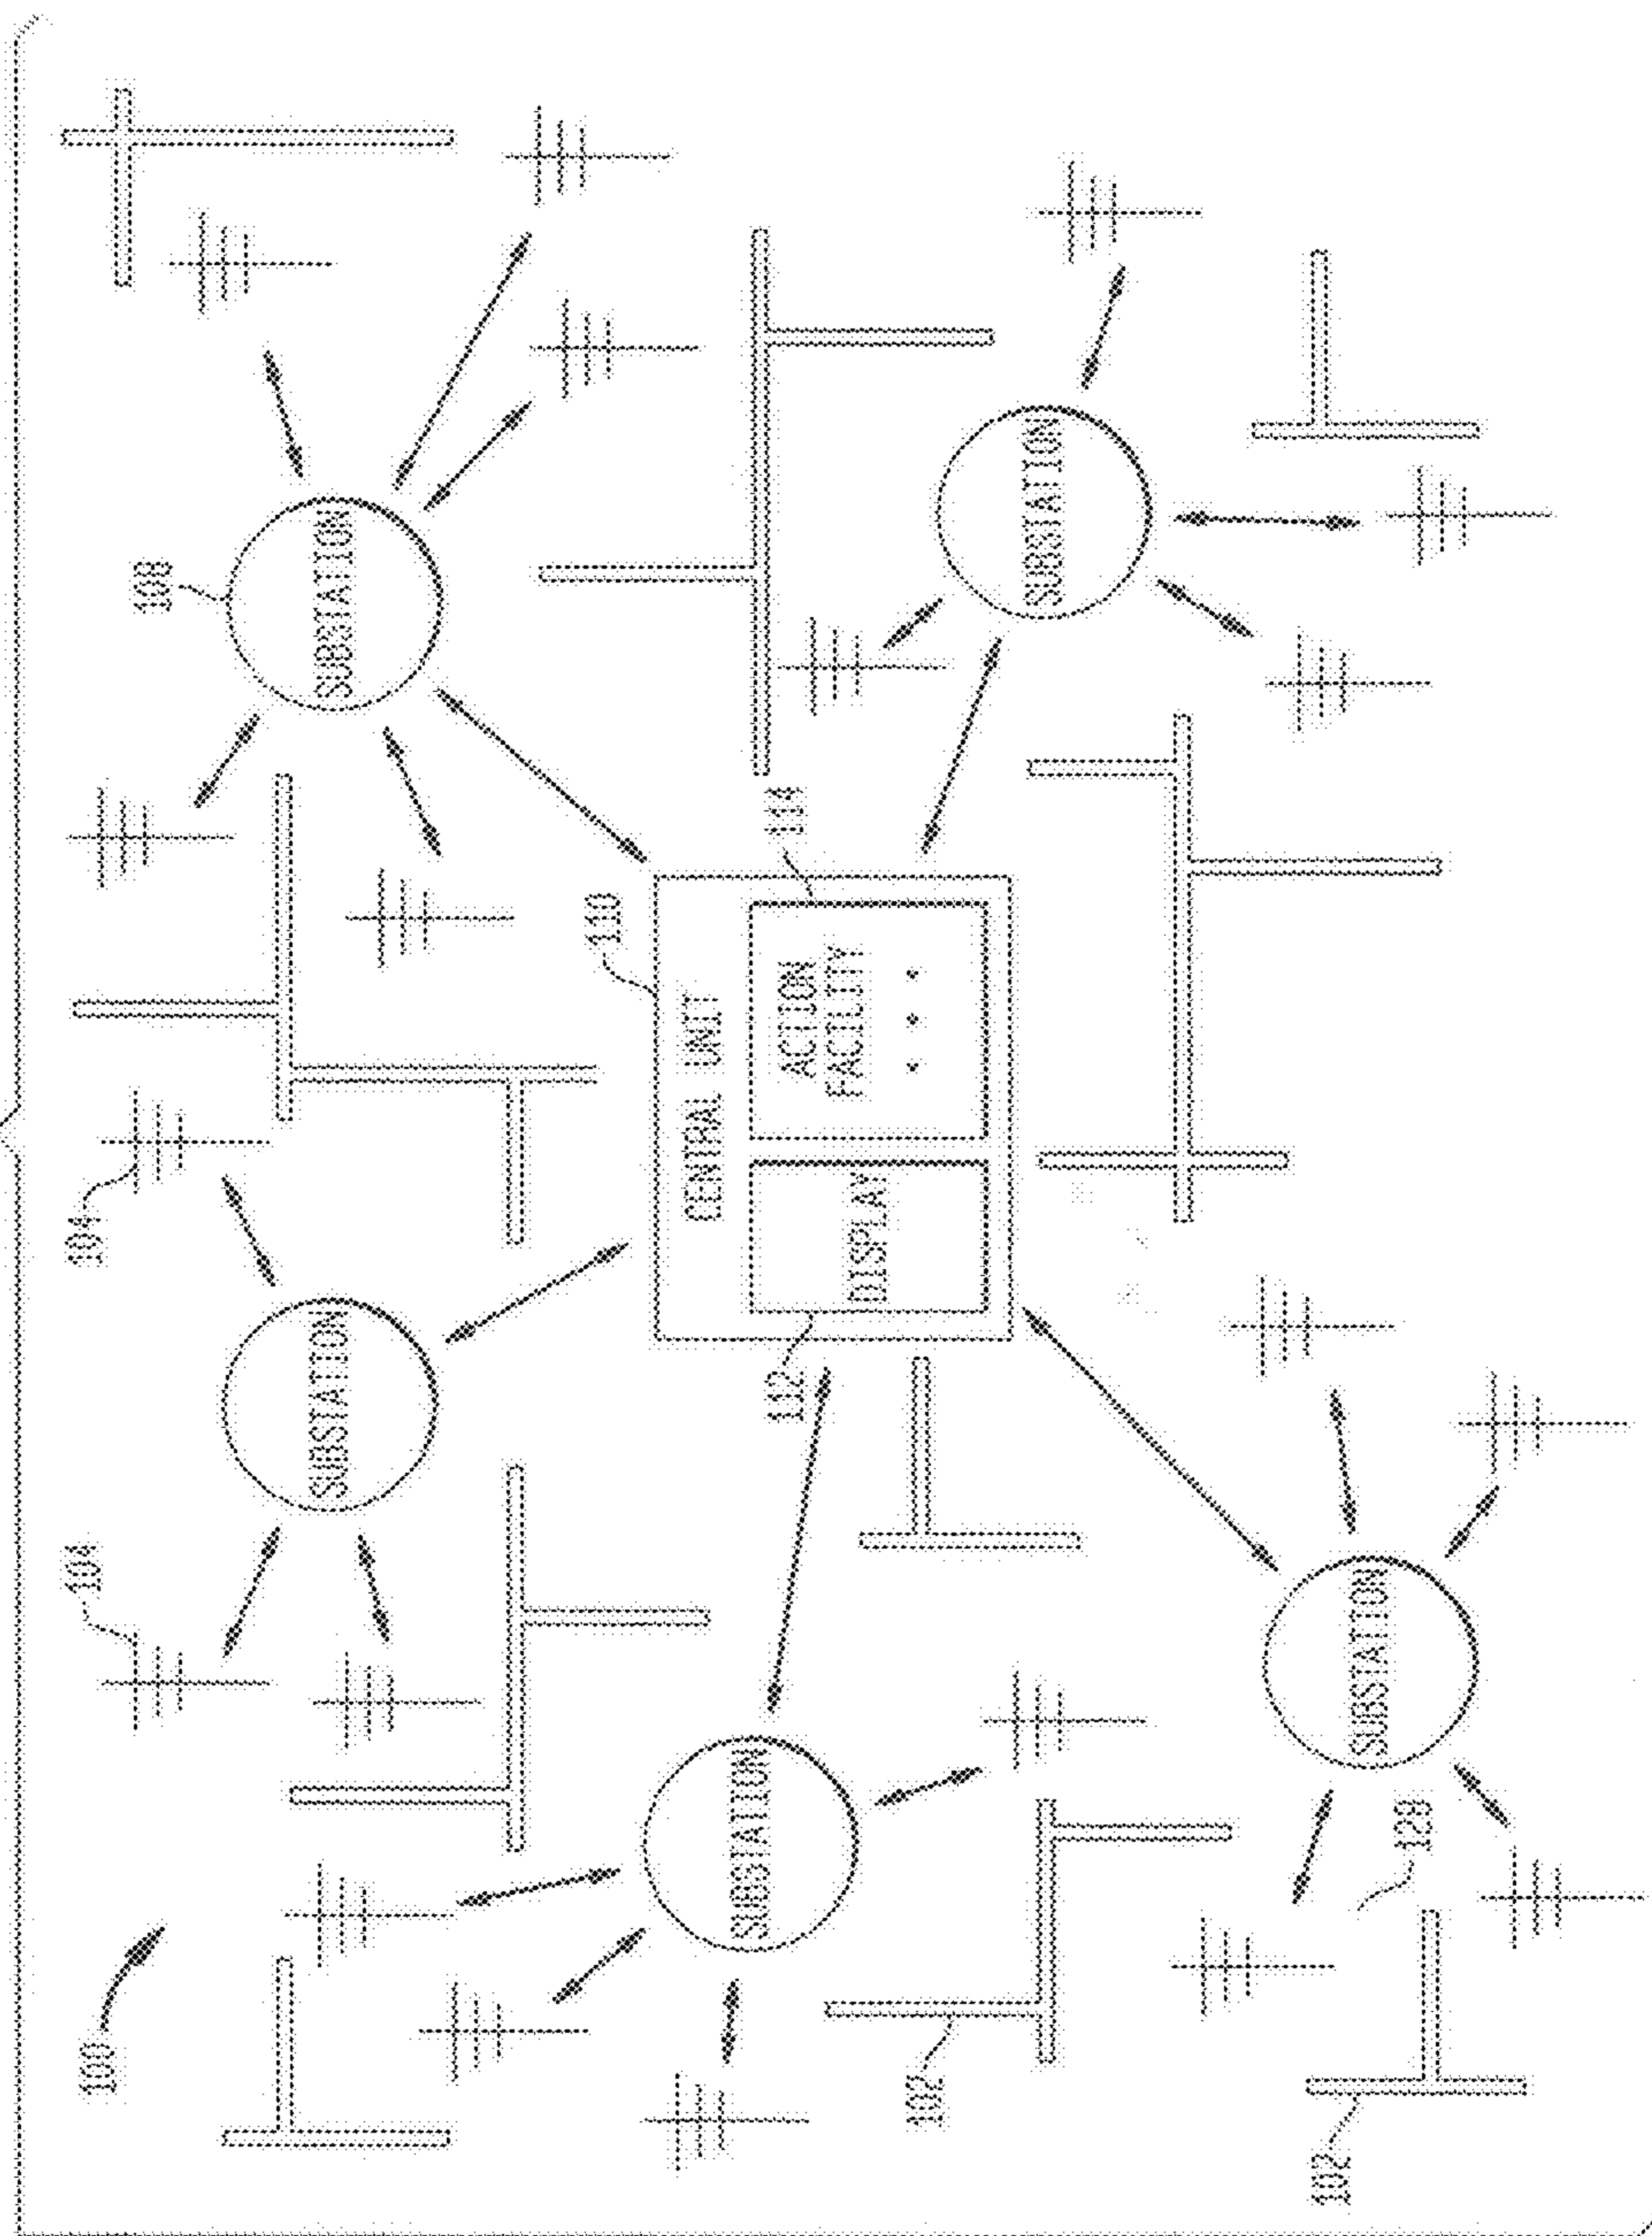 100
104
104
108
SUBSTATION
SUBSTATION
110
CENTRAL UNIT
SUBSTATION
112
DISPLAY
ACTION
FACILITY
114
102
SUBSTATION
102
SUBSTATION